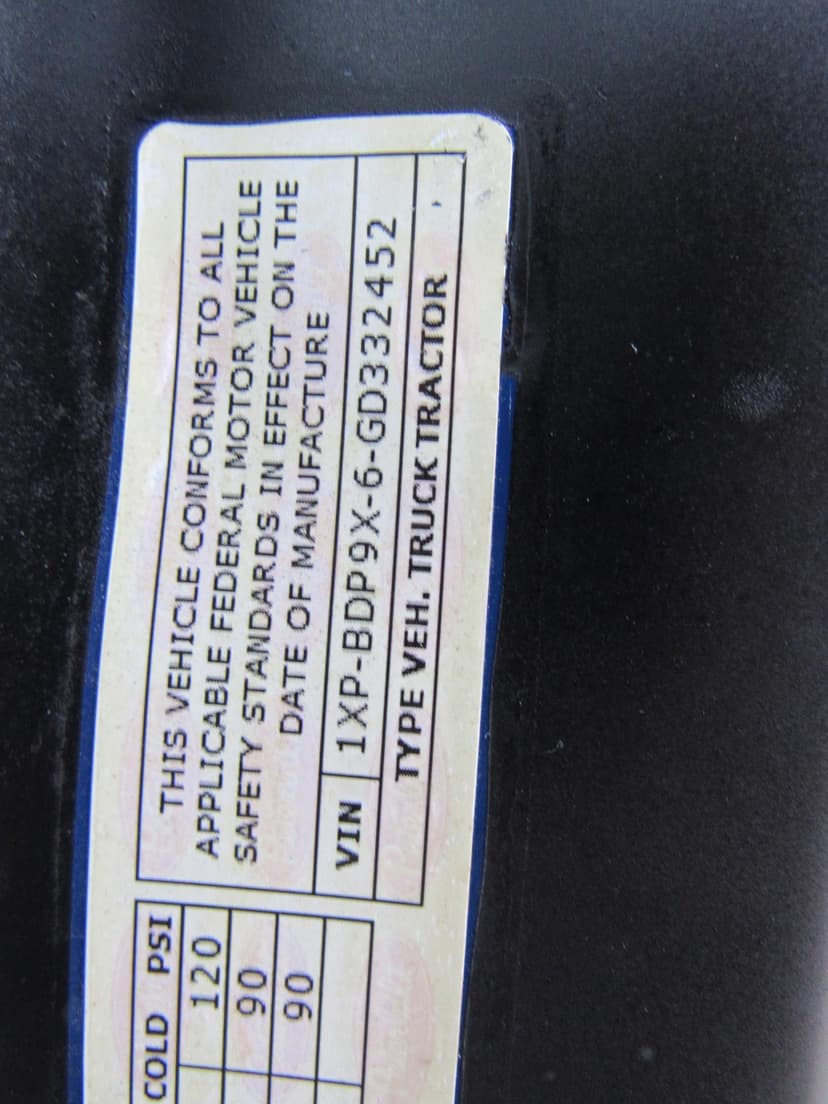 COLD PSI
120
90
90
THIS VEHICLE CONFORMS TO ALL
APPLICABLE FEDERAL MOTOR VEHICLE
SAFETY STANDARDS IN EFFECT ON THE
DATE OF MANUFACTURE
VIN 1XP-BDP9X-6-GD332452
TYPE VEH. TRUCK TRACTOR